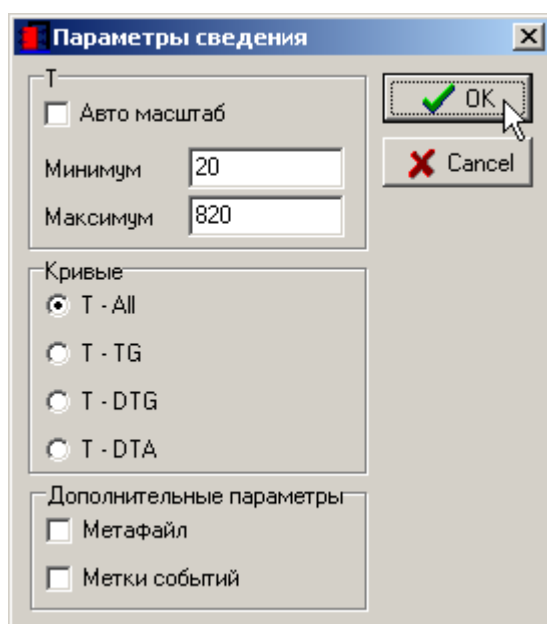 Параметры сведения
T
OK
Авто масштаб
Cancel
Минимум 20
Максимум 820
Кривые
T - All
T - TG
T - DTG
T - DTA
Дополнительные параметры
Метафайл
Метки событий